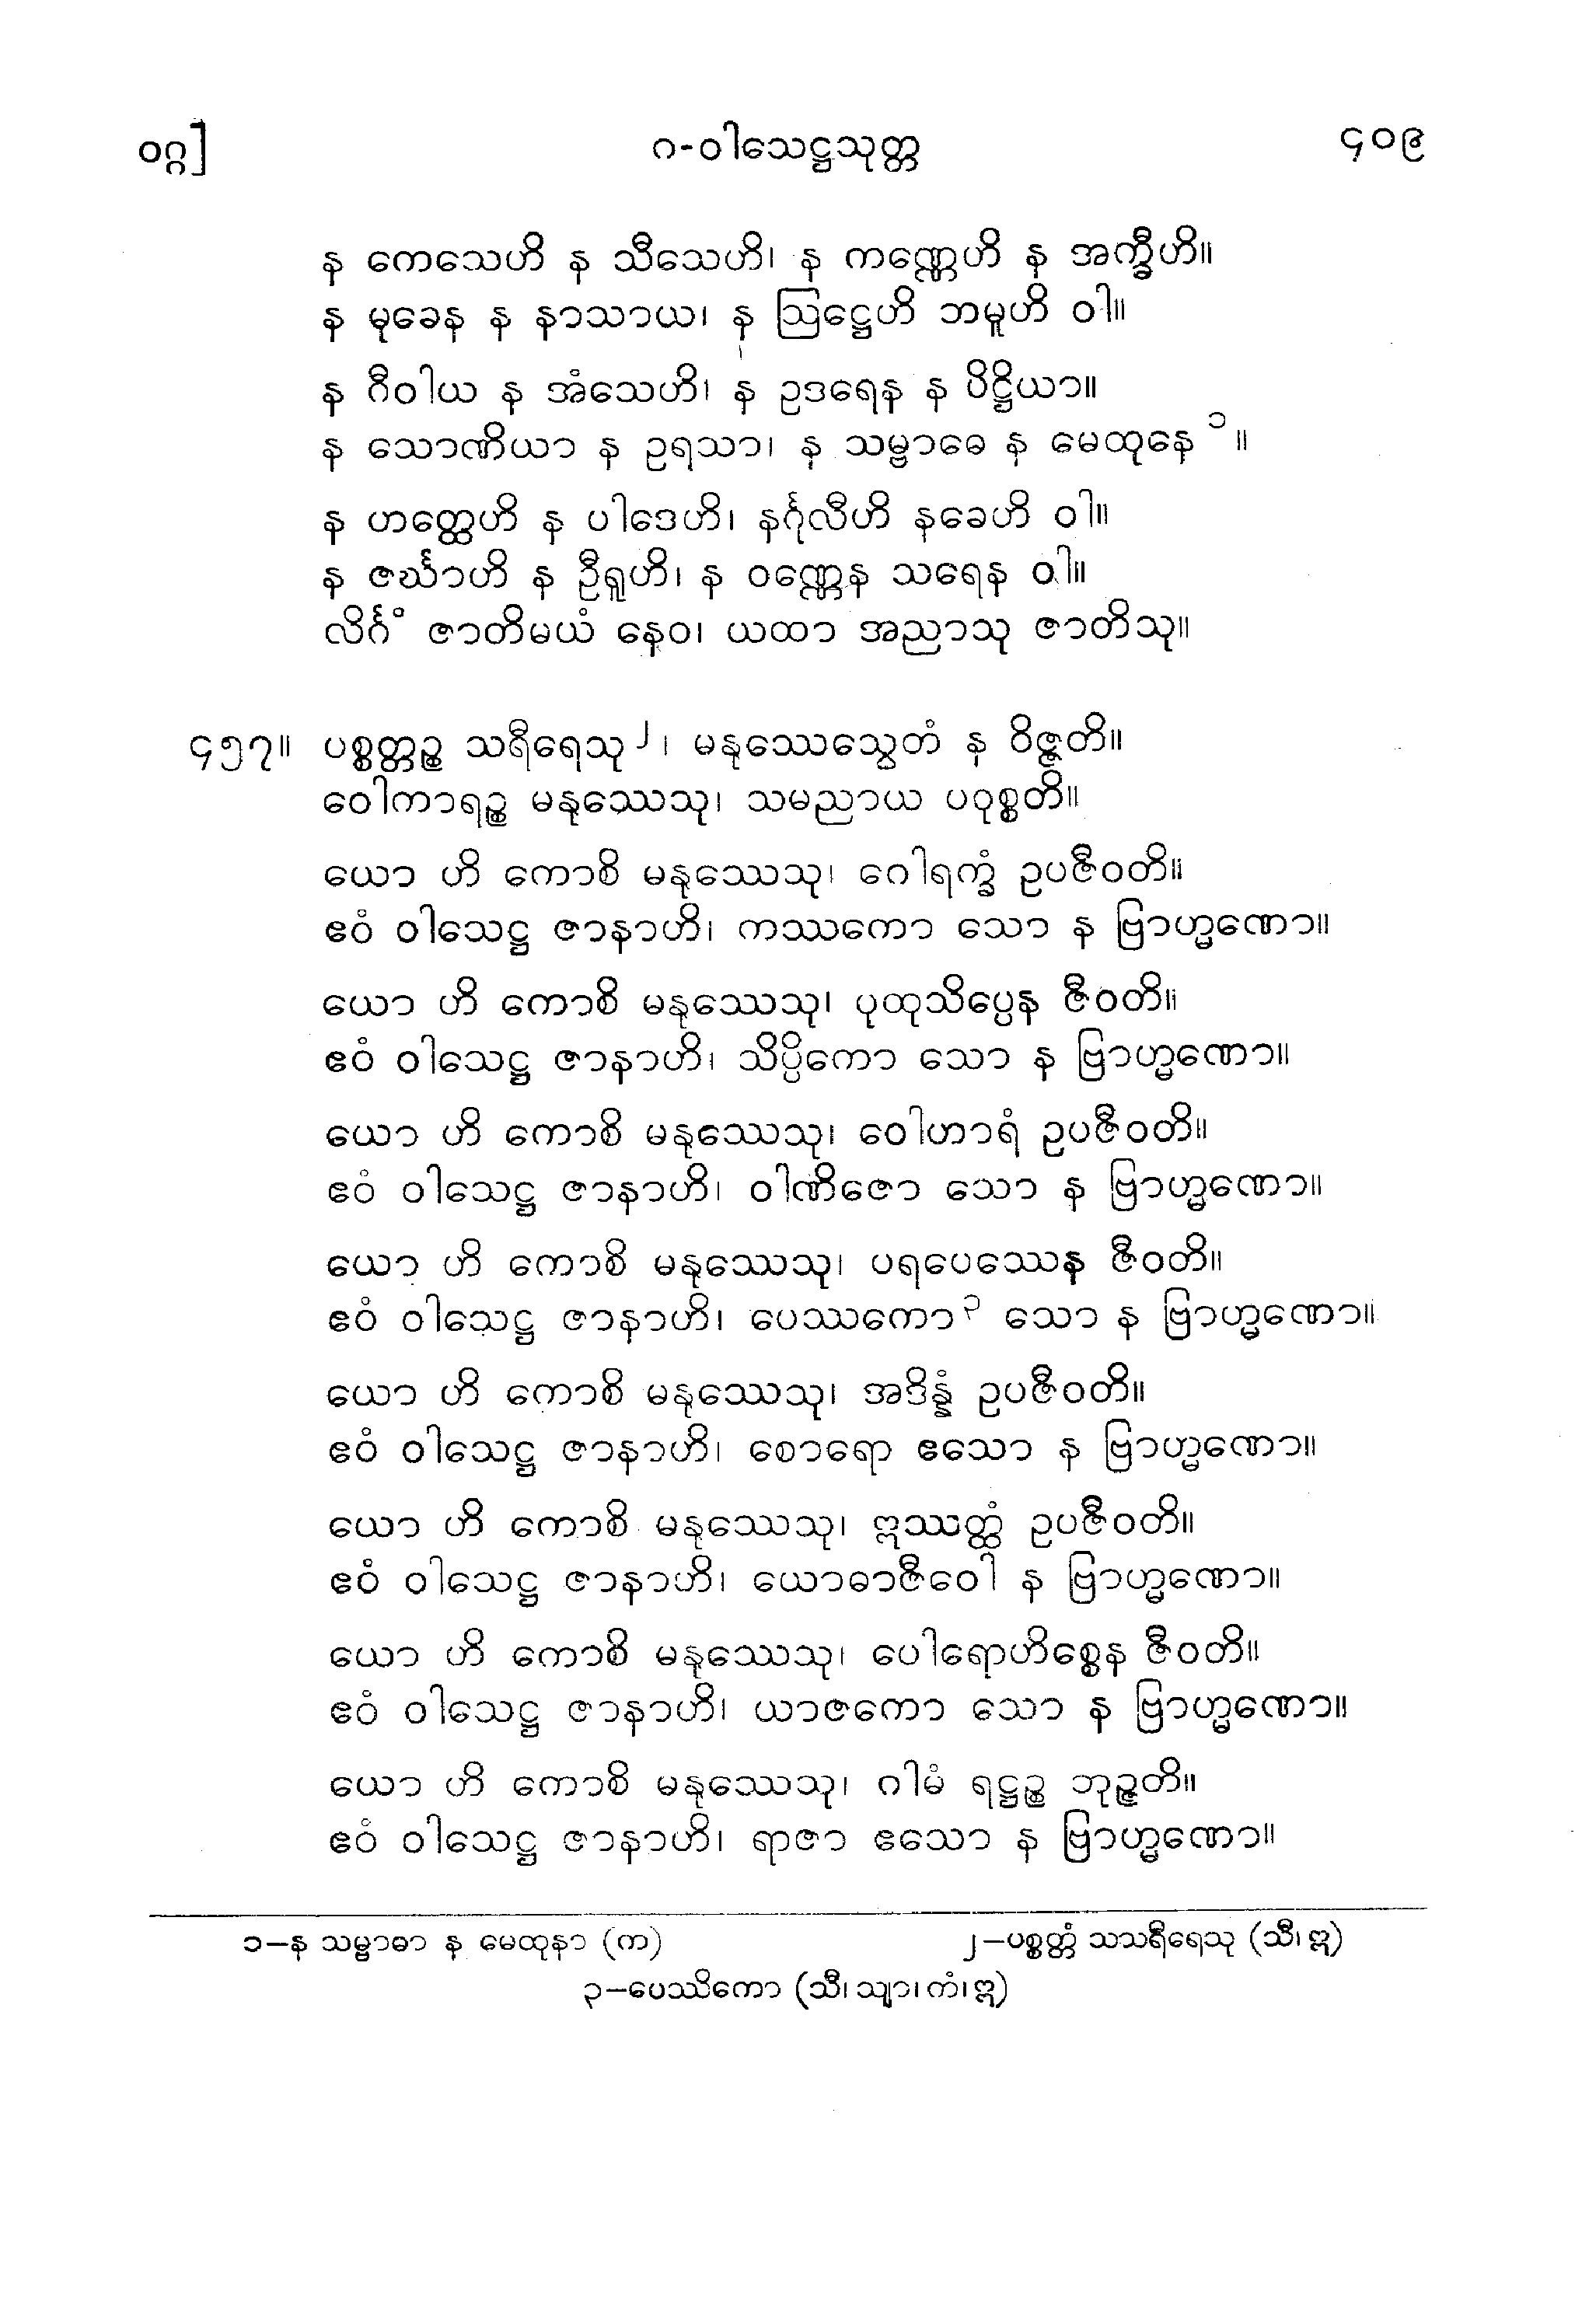 ဝဂ္ဂ]
၈-ဝါသေဋ္ဌသုတ္တ
၄၀၉
န ကေသေဟိ န သီသေဟိ၊ န ကဏ္ဏေဟိ န အက္ခီဟိ။
န မုခေန န နာသာယ၊ န ဩဋ္ဌေဟိ ဘမူဟိ ဝါ။
န ဂီဝါယ န အံသေဟိ၊ န ဥဒရေန န ပိဋ္ဌိယာ။
န သောဏိယာ န ဥရသာ၊ န သမ္ဗာဓေ န မေထုနေ ၁။
န ဟတ္ထေဟိ န ပါဒေဟိ၊ နင်္ဂုလီဟိ နခေဟိ ဝါ။
န ဇင်္ဃာဟိ န ဦရူဟိ၊ န ဝဏ္ဏေန သရေန ဝါ။
လိင်္ဂံ ဇာတိမယံ နေဝ၊ ယထာ အညာသု ဇာတိသု။
၄၅၇။ ပစ္စတ္တဉ္စ သရီရေသု ၂၊ မနုဿေသွေတံ န ဝိဇ္ဇတိ။
ဝေါကာရဉ္စ မနုဿေသု၊ သမညာယ ပဝုစ္စတိ။
ယော ဟိ ကောစိ မနုဿေသု၊ ဂေါရက္ခံ ဥပဇီဝတိ။
ဧဝံ ဝါသေဋ္ဌ ဇာနာဟိ၊ ကဿကော သော န ဗြာဟ္မဏော။
ယော ဟိ ကောစိ မနုဿေသု၊ ပုထုသိပ္ပေန ဇီဝတိ။
ဧဝံ ဝါသေဋ္ဌ ဇာနာဟိ၊ သိပ္ပိကော သော န ဗြာဟ္မဏော။
ယော ဟိ ကောစိ မနုဿေသု၊ ဝေါဟာရံ ဥပဇီဝတိ။
ဧဝံ ဝါသေဋ္ဌ ဇာနာဟိ၊ ဝါဏိဇော သော န ဗြာဟ္မဏော။
ယော ဟိ ကောစိ မနုဿေသု၊ ပရပေဿေန ဇီဝတိ။
ဧဝံ ဝါသေဋ္ဌ ဇာနာဟိ၊ ပေဿကော ၃ သော န ဗြာဟ္မဏော။
ယော ဟိ ကောစိ မနုဿေသု၊ အဒိန္နံ ဥပဇီဝတိ။
ဧဝံ ဝါသေဋ္ဌ ဇာနာဟိ၊ စောရော ဧသော န ဗြာဟ္မဏော။
ယော ဟိ ကောစိ မနုဿေသု၊ ဣဿတ္ထံ ဥပဇီဝတိ။
ဧဝံ ဝါသေဋ္ဌ ဇာနာဟိ၊ ယောဓာဇီဝေါ န ဗြာဟ္မဏော။
ယော ဟိ ကောစိ မနုဿေသု၊ ပေါရောဟိစ္စေန ဇီဝတိ။
ဧဝံ ဝါသေဋ္ဌ ဇာနာဟိ၊ ယာဇကော သော န ဗြာဟ္မဏော။
ယော ဟိ ကောစိ မနုဿေသု၊ ဂါမံ ရဋ္ဌဉ္စ ဘုဉ္ဇတိ။
ဧဝံ ဝါသေဋ္ဌ ဇာနာဟိ၊ ရာဇာ ဧသော န ဗြာဟ္မဏော။
၁–န သမ္ဗာဓာ န မေထုနာ (က)
၂–ပစ္စတ္တံ သသရီရေသု (သီ၊ ဣ)
၃–ပေဿိကော (သီ၊ သျာ၊ ကံ၊ ဣ)